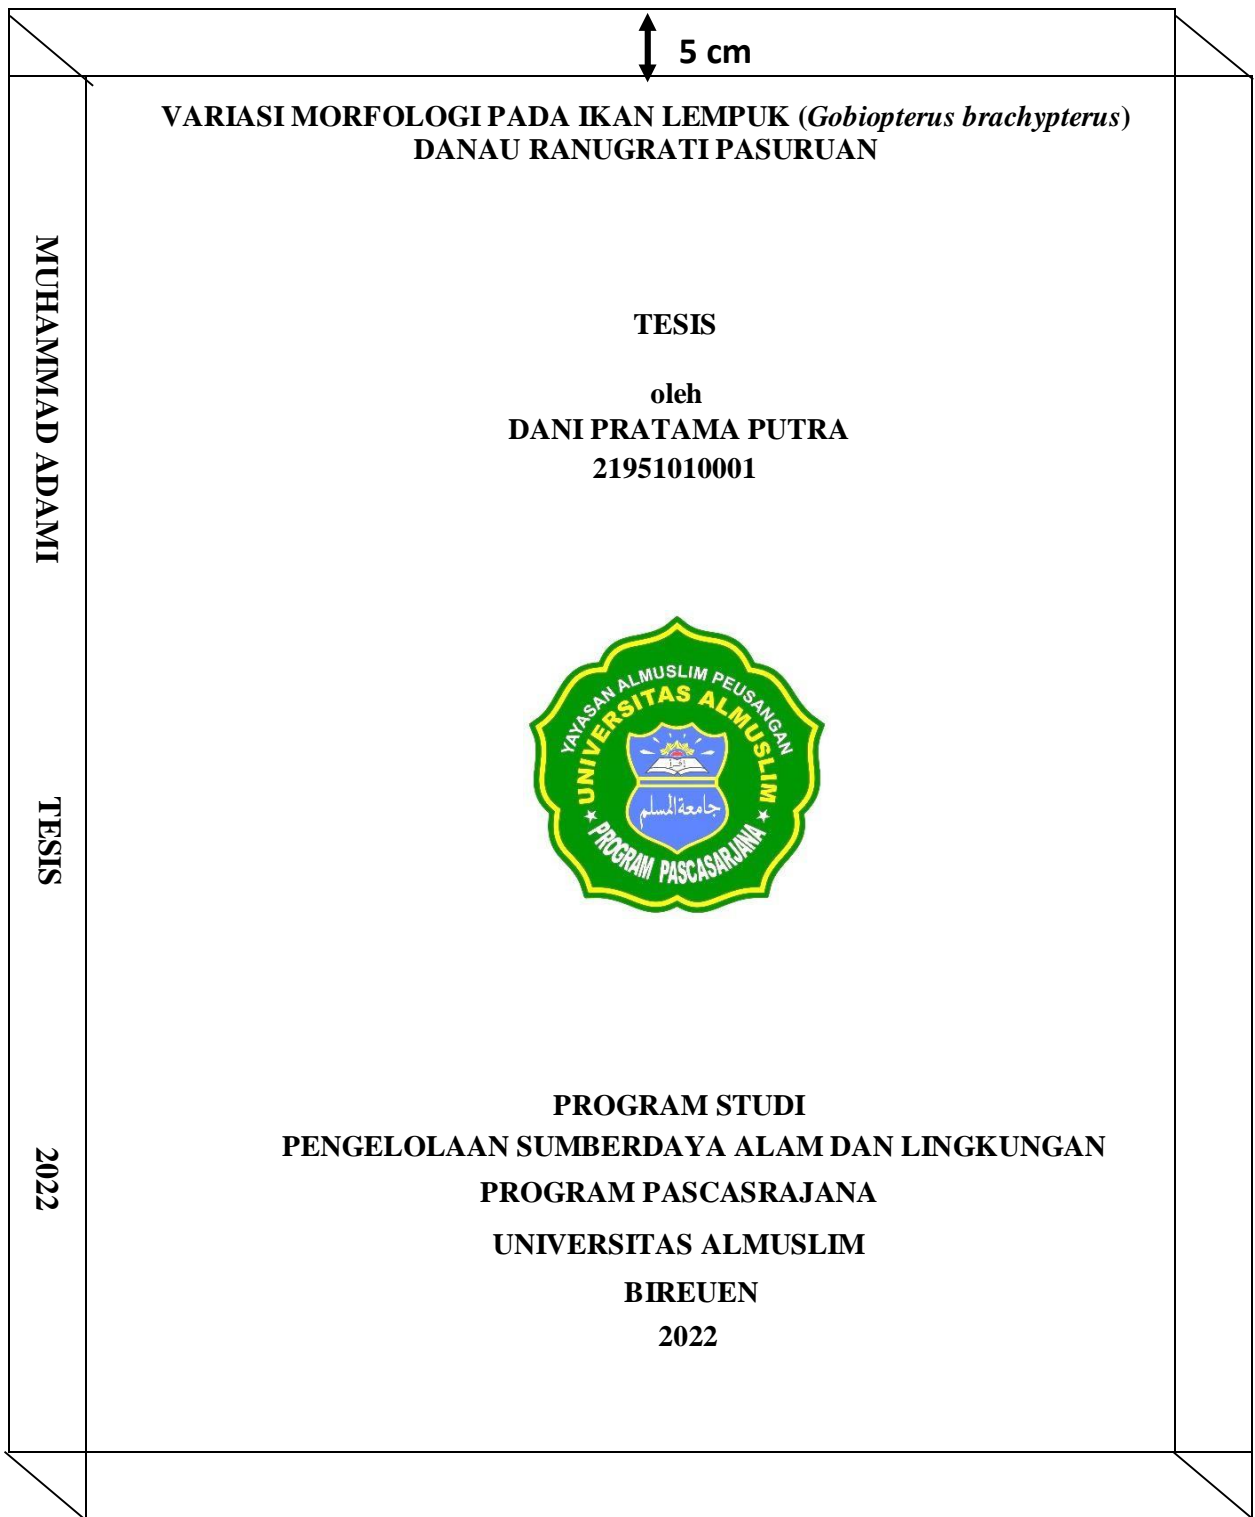 5 cm
VARIASI MORFOLOGI PADA IKAN LEMPUK (Gobiopterus brachypterus)
DANAU RANUGRATI PASURUAN
TESIS
oleh
DANI PRATAMA PUTRA
21951010001
YAYASAN ALMUSLIM PEUSANGAN
UNIVERSITAS ALMUSLIM
جامعة المسلم
PROGRAM PASCASARJANA
PROGRAM STUDI
PENGELOLAAN SUMBERDAYA ALAM DAN LINGKUNGAN
PROGRAM PASCASRAJANA
UNIVERSITAS ALMUSLIM
BIREUEN
2022
MUHAMMAD ADAMI
TESIS
2022